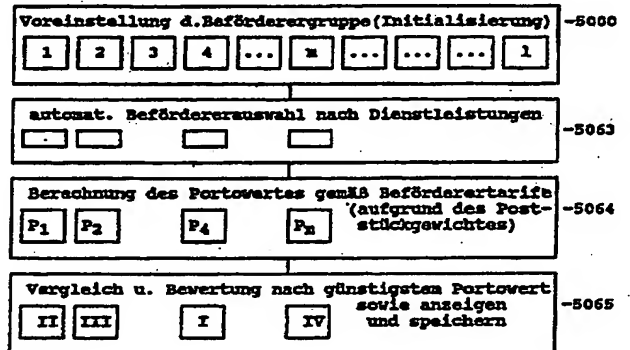 Voreinstellung d.Beförderergruppe(Initialisierung) -5060
1 2 3 4 ... n ... ... ... l
automat. Befördererauswahl nach Dienstleistungen -5063
Berechnung des Portowertes gemäß Beförderertarife -5064
(aufgrund des Post-
P1 P2 P4 Pn stückgewichtes)
Vergleich u. Bewertung nach günstigstem Portowert -5065
sowie anzeigen
II III I IV und speichern